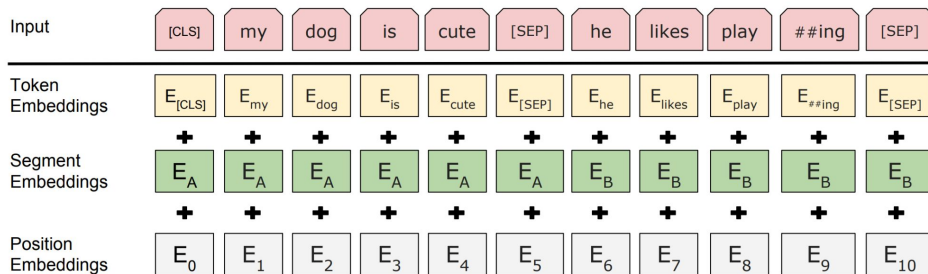 Input [CLS] my dog is cute [SEP] he likes play ##ing [SEP]
Token Embeddings E[CLS] Emy Edog Eis Ecute E[SEP] Ehe Elikes Eplay E##ing E[SEP]
+ + + + + + + + + + +
Segment Embeddings EA EA EA EA EA EA EB EB EB EB EB
+ + + + + + + + + + +
Position Embeddings E0 E1 E2 E3 E4 E5 E6 E7 E8 E9 E10